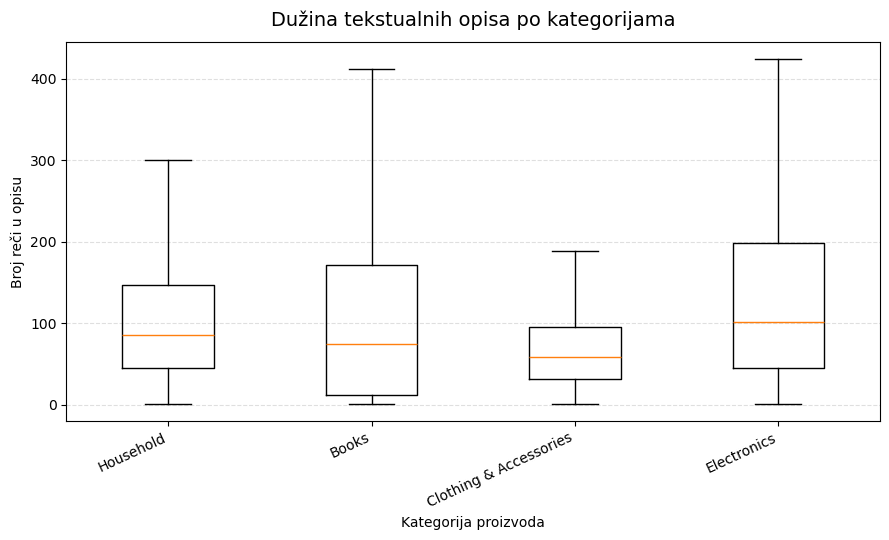 Dužina tekstualnih opisa po kategorijama
Broj reči u opisu
400
300
200
100
0
Household
Books
Clothing & Accessories
Electronics
Kategorija proizvoda